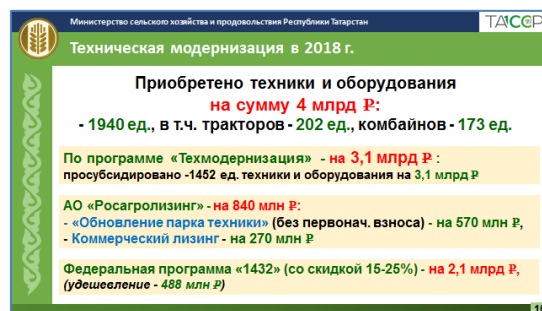 Министерство сельского хозяйства и продовольствия Республики Татарстан
ТАССР
Техническая модернизация в 2018 г.
Приобретено техники и оборудования
на сумму 4 млрд ₽:
- 1940 ед., в т.ч. тракторов - 202 ед., комбайнов - 173 ед.
По программе «Техмодернизация» - на 3,1 млрд ₽ :
просубсидировано -1452 ед. техники и оборудования на 3,1 млрд ₽
АО «Росагролизинг» - на 840 млн ₽:
- «Обновление парка техники» (без первонач. взноса) - на 570 млн ₽,
- Коммерческий лизинг - на 270 млн ₽
Федеральная программа «1432» (со скидкой 15-25%) - на 2,1 млрд ₽,
(удешевление - 488 млн ₽)